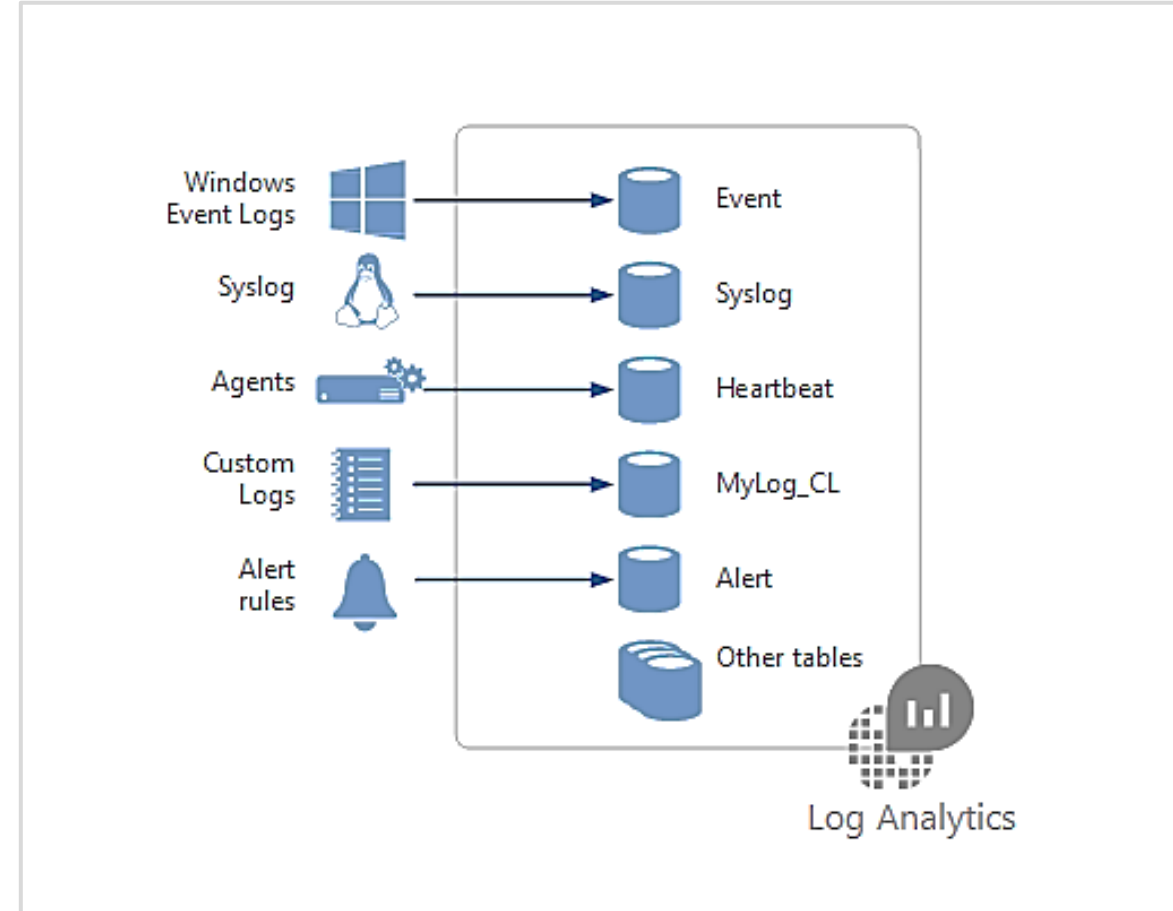 Windows
Event Logs
Event
Syslog
Syslog
Agents
Heartbeat
Custom
Logs
MyLog_CL
Alert
rules
Alert
Other tables
Log Analytics